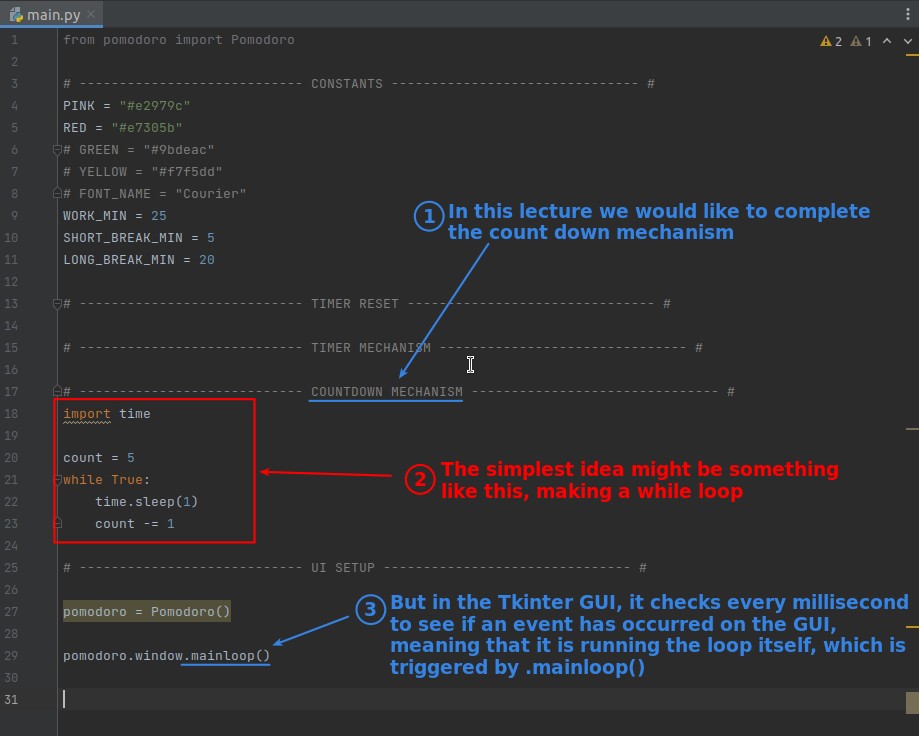 main.py
2 1
1 from pomodoro import Pomodoro
2
3 # ---------------------------- CONSTANTS ------------------------------- #
4 PINK = "#e2979c"
5 RED = "#e7305b"
6 # GREEN = "#9bdeac"
7 # YELLOW = "#f7f5dd"
8 # FONT_NAME = "Courier"
9 WORK_MIN = 25
10 SHORT_BREAK_MIN = 5
11 LONG_BREAK_MIN = 20
1 In this lecture we would like to complete
the count down mechanism
12
13 # ---------------------------- TIMER RESET ------------------------------- #
14
15 # ---------------------------- TIMER MECHANISM ------------------------------- #
16
17 # ---------------------------- COUNTDOWN MECHANISM ------------------------------- #
18 import time
19
20 count = 5
21 while True:
22 time.sleep(1)
23 count -= 1
2 The simplest idea might be something
like this, making a while loop
24
25 # ---------------------------- UI SETUP ------------------------------- #
26
27 pomodoro = Pomodoro()
28
29 pomodoro.window.mainloop()
3 But in the Tkinter GUI, it checks every millisecond
to see if an event has occurred on the GUI,
meaning that it is running the loop itself, which is
triggered by .mainloop()
30
31